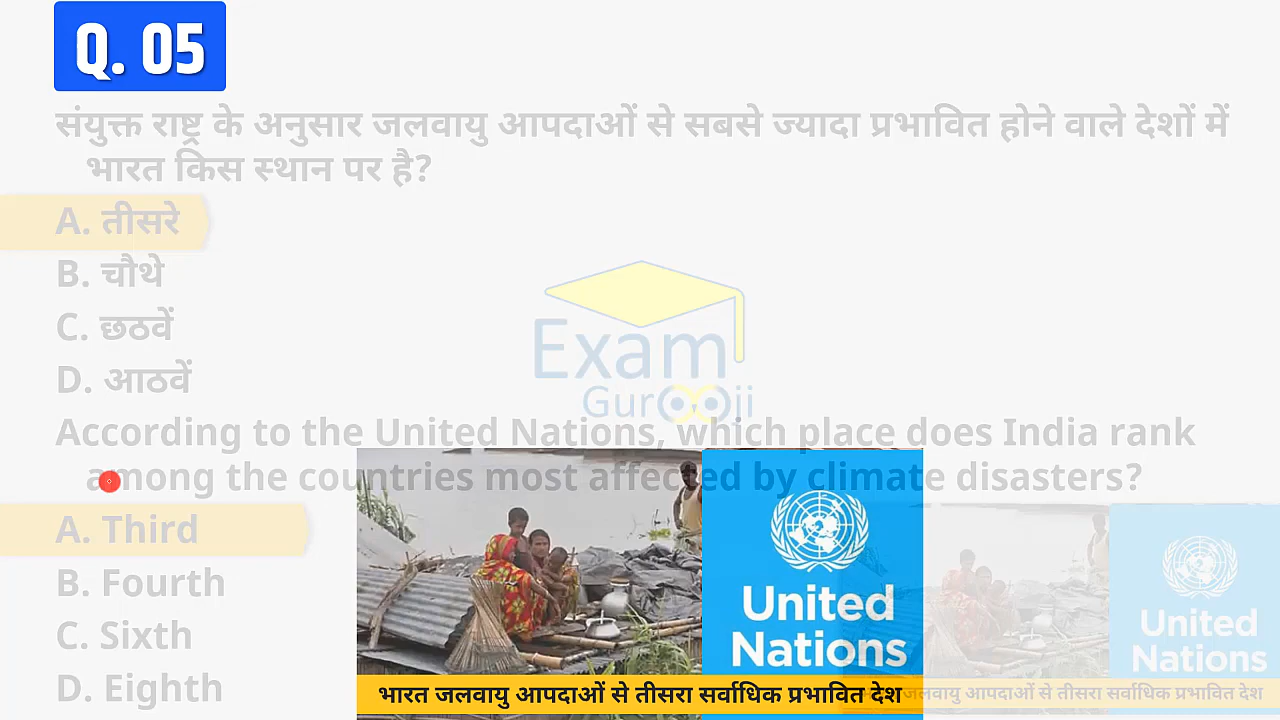 Q. 05
संयुक्त राष्ट्र के अनुसार जलवायु आपदाओं से सबसे ज्यादा प्रभावित होने वाले देशों में
भारत किस स्थान पर है?
A. तीसरे
B. चौथे
C. छठवें
D. आठवें
Exam
Gurooji
According to the United Nations, which place does India rank
among the countries most affected by climate disasters?
A. Third
B. Fourth
C. Sixth
D. Eighth
United
Nations
भारत जलवायु आपदाओं से तीसरा सर्वाधिक प्रभावित देश
United
Nations
जलवायु आपदाओं से तीसरा सर्वाधिक प्रभावित देश